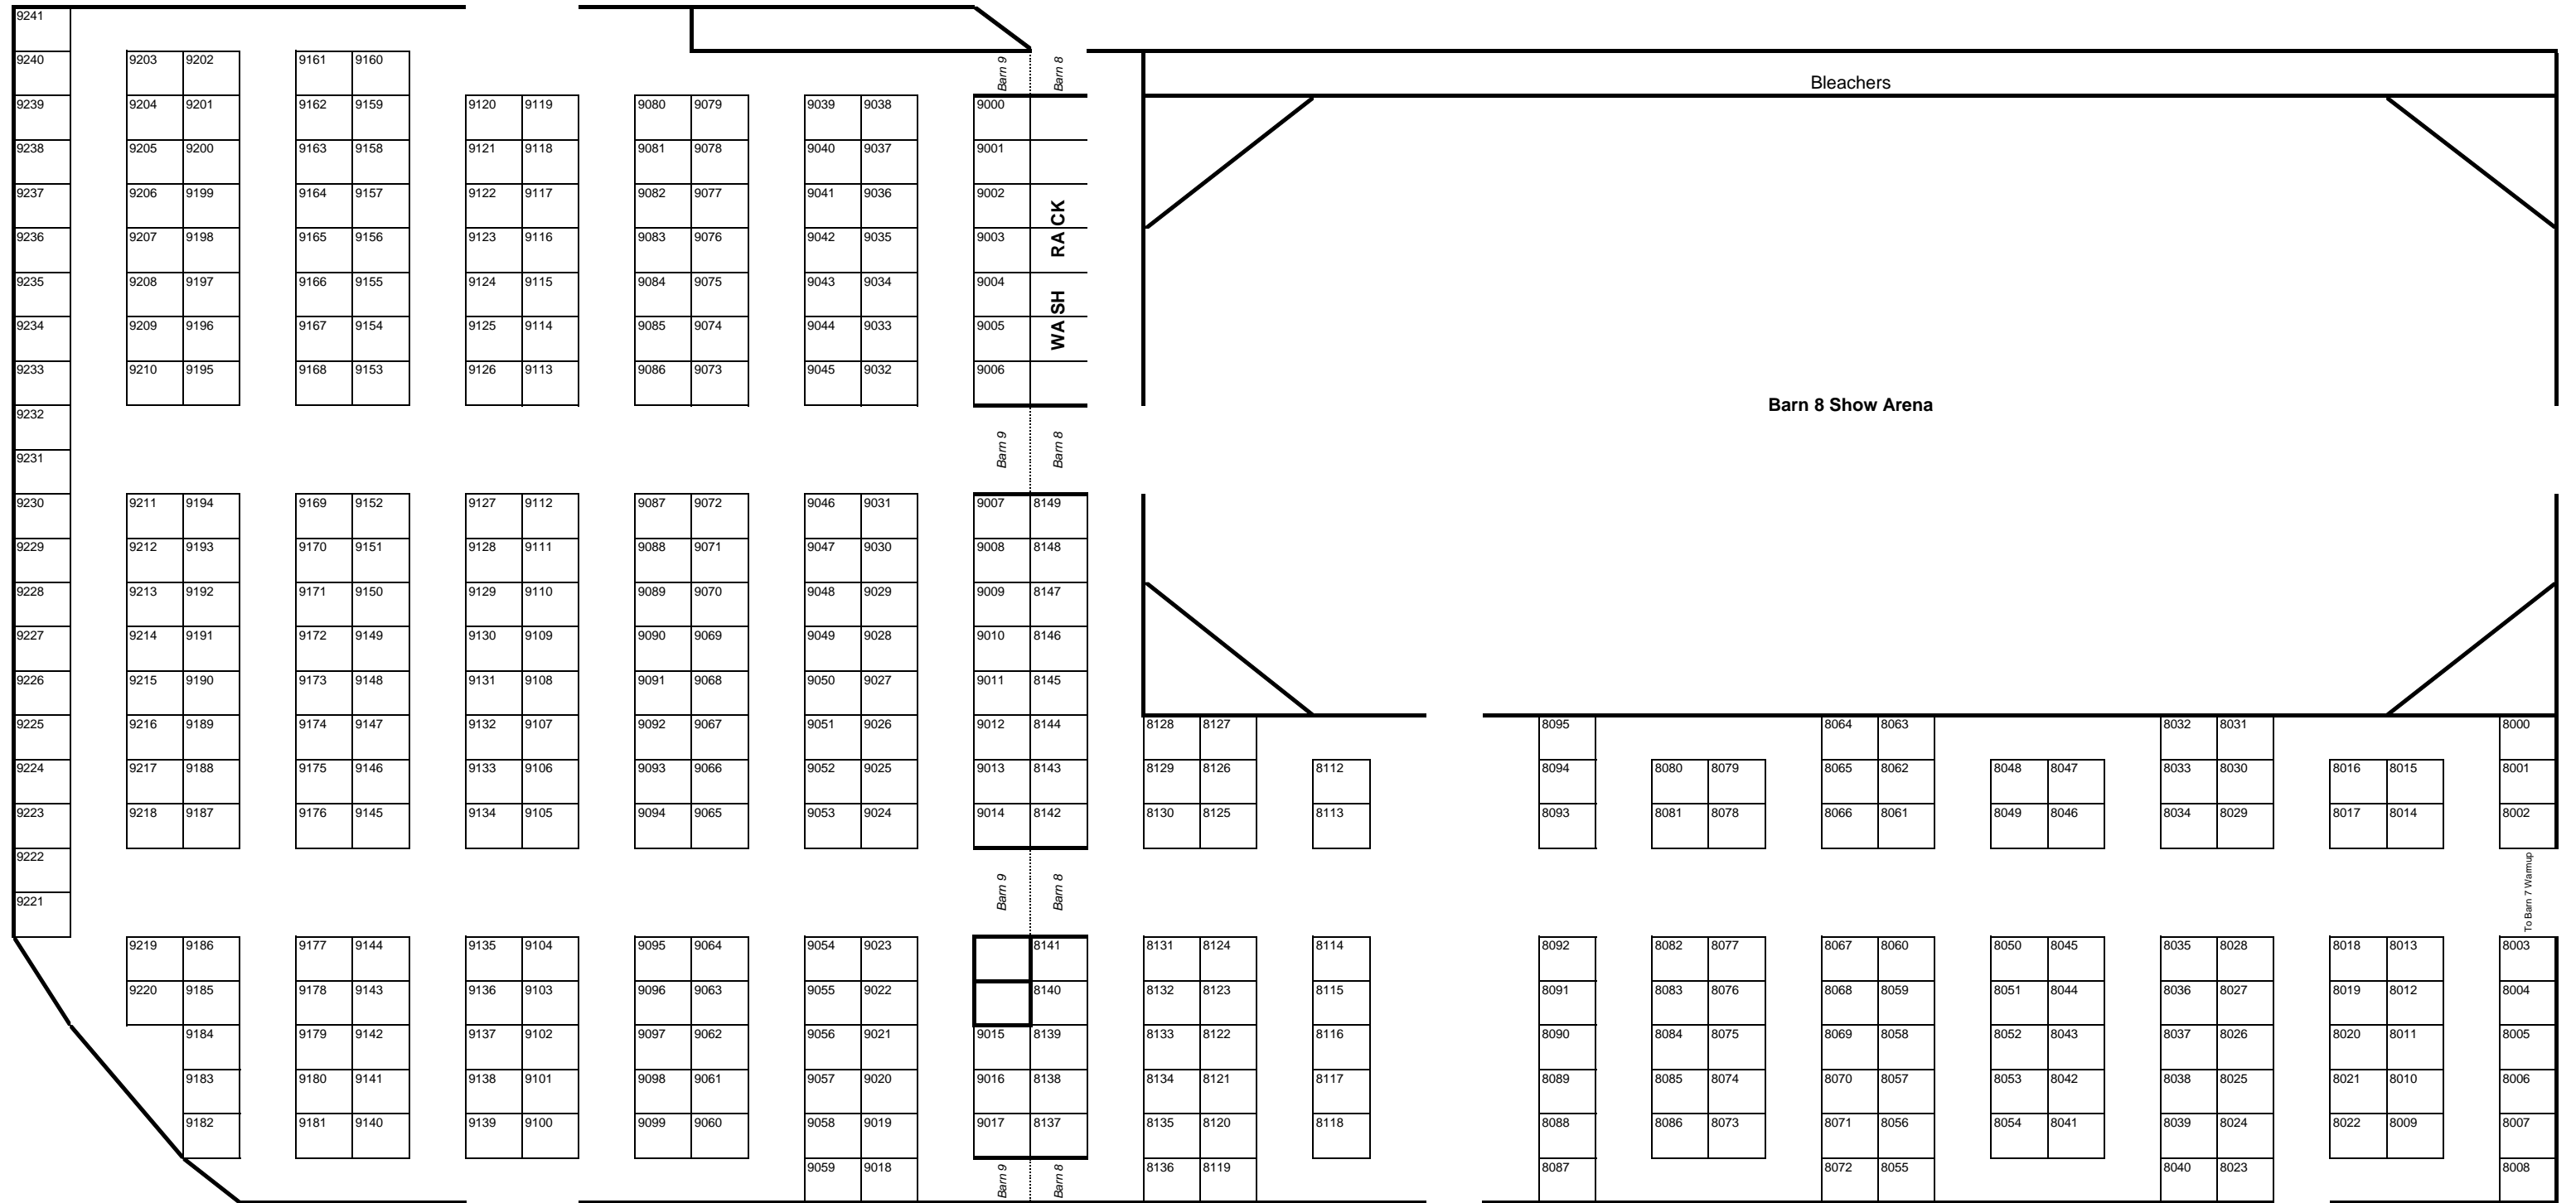 9241
9240 9203 9202 9161 9160 Barn 9 Barn 8
Bleachers
9239 9204 9201 9162 9159 9120 9119 9080 9079 9039 9038 9000
9238 9205 9200 9163 9158 9121 9118 9081 9078 9040 9037 9001
9237 9206 9199 9164 9157 9122 9117 9082 9077 9041 9036 9002
9236 9207 9198 9165 9156 9123 9116 9083 9076 9042 9035 9003
WASH RACK
9235 9208 9197 9166 9155 9124 9115 9084 9075 9043 9034 9004
9234 9209 9196 9167 9154 9125 9114 9085 9074 9044 9033 9005
9233 9210 9195 9168 9153 9126 9113 9086 9073 9045 9032 9006
9232
Barn 8 Show Arena
9231 Barn 9 Barn 8
9230 9211 9194 9169 9152 9127 9112 9087 9072 9046 9031 9007 8149
9229 9212 9193 9170 9151 9128 9111 9088 9071 9047 9030 9008 8148
9228 9213 9192 9171 9150 9129 9110 9089 9070 9048 9029 9009 8147
9227 9214 9191 9172 9149 9130 9109 9090 9069 9049 9028 9010 8146
9226 9215 9190 9173 9148 9131 9108 9091 9068 9050 9027 9011 8145
9225 9216 9189 9174 9147 9132 9107 9092 9067 9051 9026 9012 8144 8128 8127 8095 8064 8063 8032 8031 8000
9224 9217 9188 9175 9146 9133 9106 9093 9066 9052 9025 9013 8143 8129 8126 8112 8094 8080 8079 8065 8062 8048 8047 8033 8030 8016 8015 8001
9223 9218 9187 9176 9145 9134 9105 9094 9065 9053 9024 9014 8142 8130 8125 8113 8093 8081 8078 8066 8061 8049 8046 8034 8029 8017 8014 8002
9222
9221 Barn 9 Barn 8 To Barn 7 Warmup
9219 9186 9177 9144 9135 9104 9095 9064 9054 9023 8141 8131 8124 8114 8092 8082 8077 8067 8060 8050 8045 8035 8028 8018 8013 8003
9220 9185 9178 9143 9136 9103 9096 9063 9055 9022 8140 8132 8123 8115 8091 8083 8076 8068 8059 8051 8044 8036 8027 8019 8012 8004
9184 9179 9142 9137 9102 9097 9062 9056 9021 9015 8139 8133 8122 8116 8090 8084 8075 8069 8058 8052 8043 8037 8026 8020 8011 8005
9183 9180 9141 9138 9101 9098 9061 9057 9020 9016 8138 8134 8121 8117 8089 8085 8074 8070 8057 8053 8042 8038 8025 8021 8010 8006
9182 9181 9140 9139 9100 9099 9060 9058 9019 9017 8137 8135 8120 8118 8088 8086 8073 8071 8056 8054 8041 8039 8024 8022 8009 8007
9059 9018 Barn 9 Barn 8 8136 8119 8087 8072 8055 8040 8023 8008